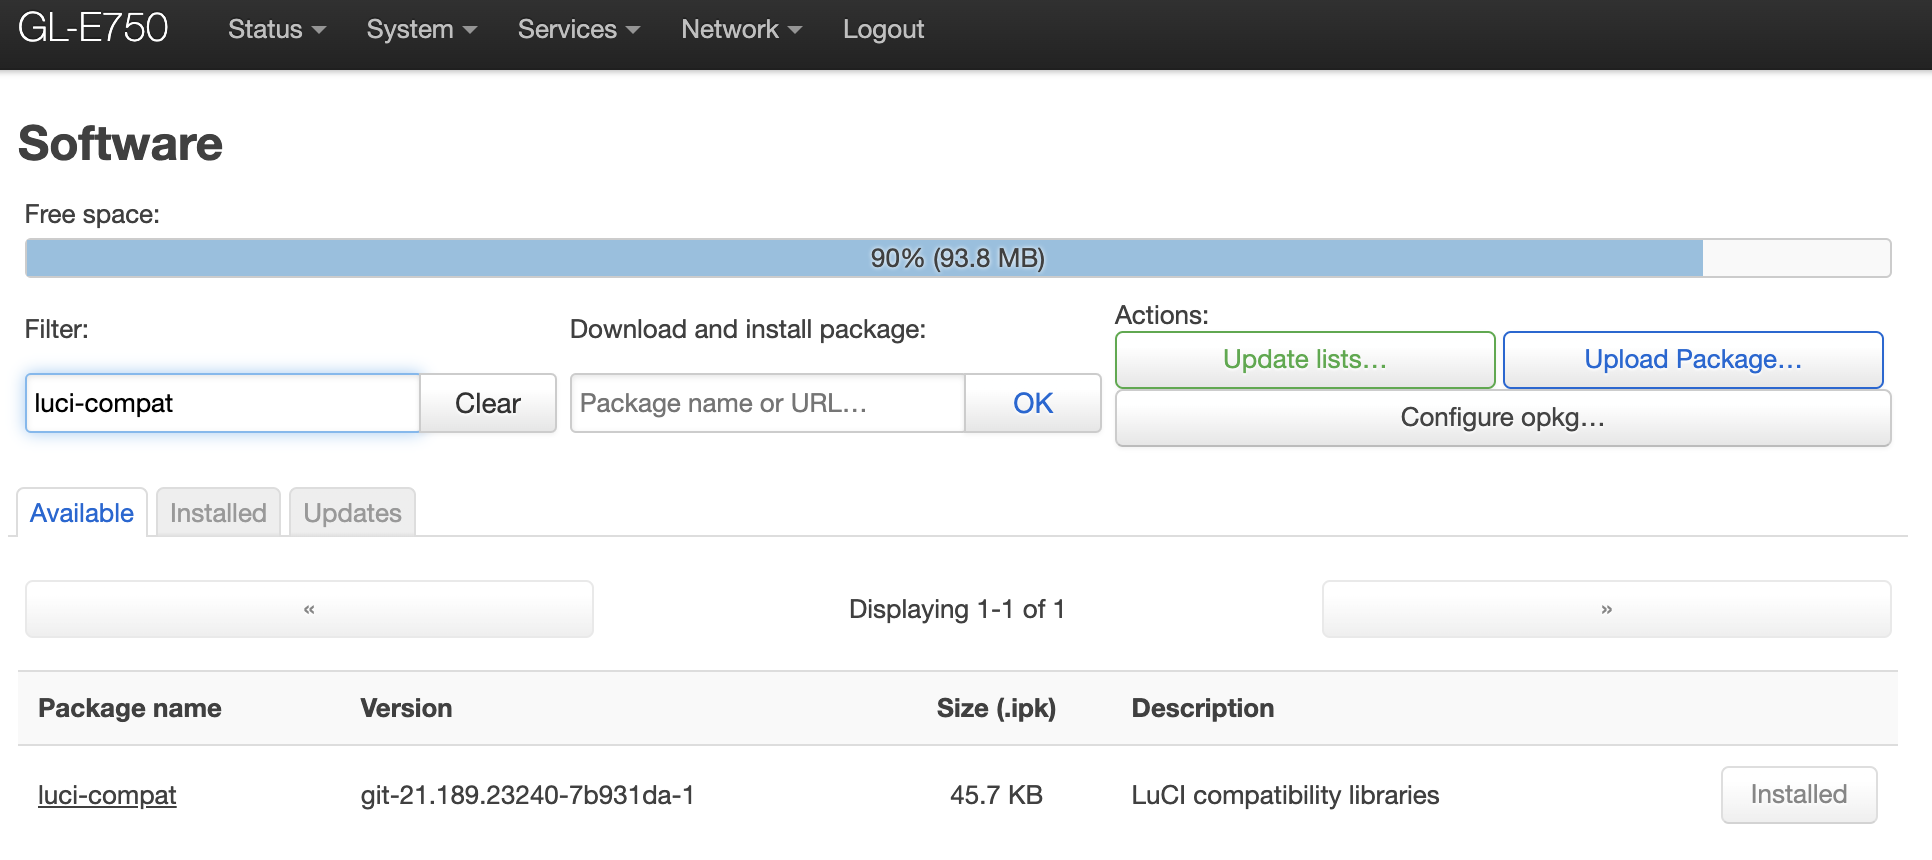 GL-E750 Status System Services Network Logout
Software
Free space:
90% (93.8 MB)
Filter:
luci-compat Clear
Download and install package:
Package name or URL... OK
Actions:
Update lists... Upload Package...
Configure opkg...
Available Installed Updates
« Displaying 1-1 of 1 »
Package name Version Size (.ipk) Description
luci-compat git-21.189.23240-7b931da-1 45.7 KB LuCI compatibility libraries Installed